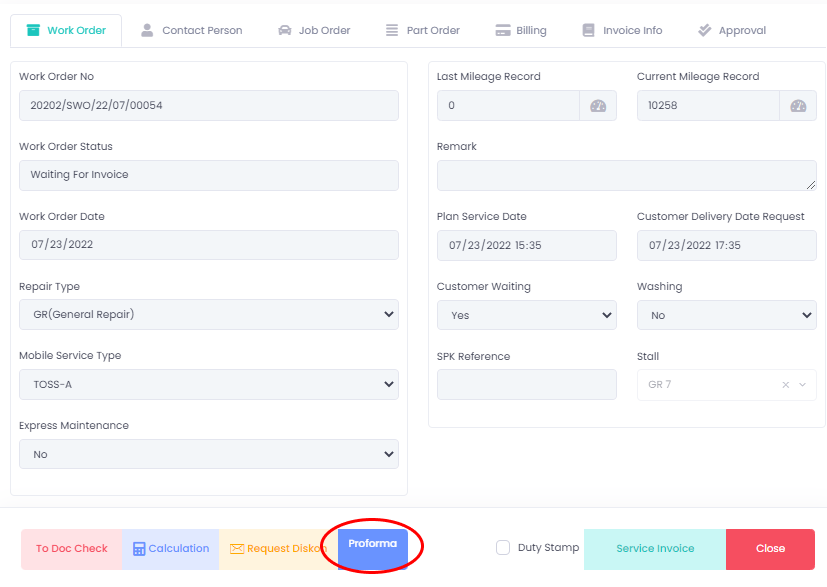 Work Order
Contact Person
Job Order
Part Order
Billing
Invoice Info
Approval
Work Order No
20202/SWO/22/07/00054
Work Order Status
Waiting For Invoice
Work Order Date
07/23/2022
Repair Type
GR(General Repair)
Mobile Service Type
TOSS-A
Express Maintenance
No
Last Mileage Record
Current Mileage Record
0
10258
Remark
Plan Service Date
Customer Delivery Date Request
07/23/2022 15:35
07/23/2022 17:35
Customer Waiting
Washing
Yes
No
SPK Reference
Stall
GR 7
To Doc Check
Calculation
Request Diskon
Proforma
Duty Stamp
Service Invoice
Close